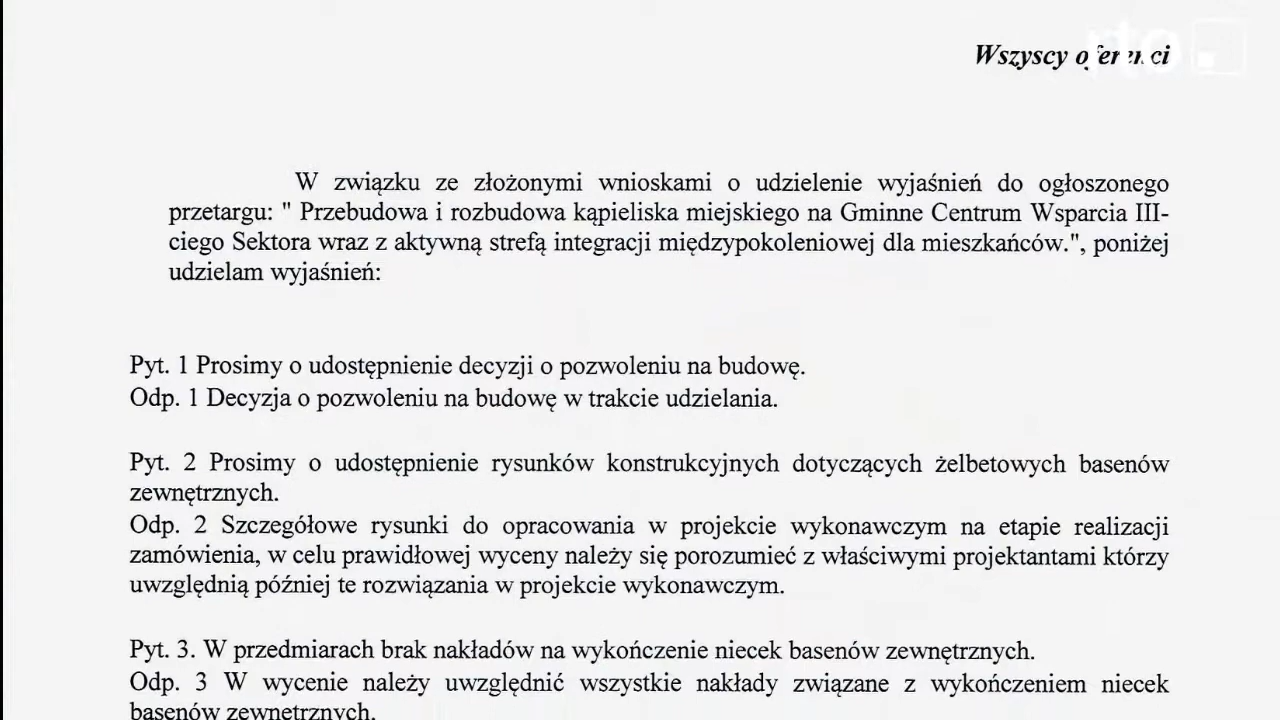 Wszyscy oferenci
rto
W związku ze złożonymi wnioskami o udzielenie wyjaśnień do ogłoszonego
przetargu: " Przebudowa i rozbudowa kąpieliska miejskiego na Gminne Centrum Wsparcia III-
ciego Sektora wraz z aktywną strefą integracji międzypokoleniowej dla mieszkańców.", poniżej
udzielam wyjaśnień:
Pyt. 1 Prosimy o udostępnienie decyzji o pozwoleniu na budowę.
Odp. 1 Decyzja o pozwoleniu na budowę w trakcie udzielania.
Pyt. 2 Prosimy o udostępnienie rysunków konstrukcyjnych dotyczących żelbetowych basenów
zewnętrznych.
Odp. 2 Szczegółowe rysunki do opracowania w projekcie wykonawczym na etapie realizacji
zamówienia, w celu prawidłowej wyceny należy się porozumieć z właściwymi projektantami którzy
uwzględnią później te rozwiązania w projekcie wykonawczym.
Pyt. 3. W przedmiarach brak nakładów na wykończenie niecek basenów zewnętrznych.
Odp. 3 W wycenie należy uwzględnić wszystkie nakłady związane z wykończeniem niecek
basenów zewnętrznych.